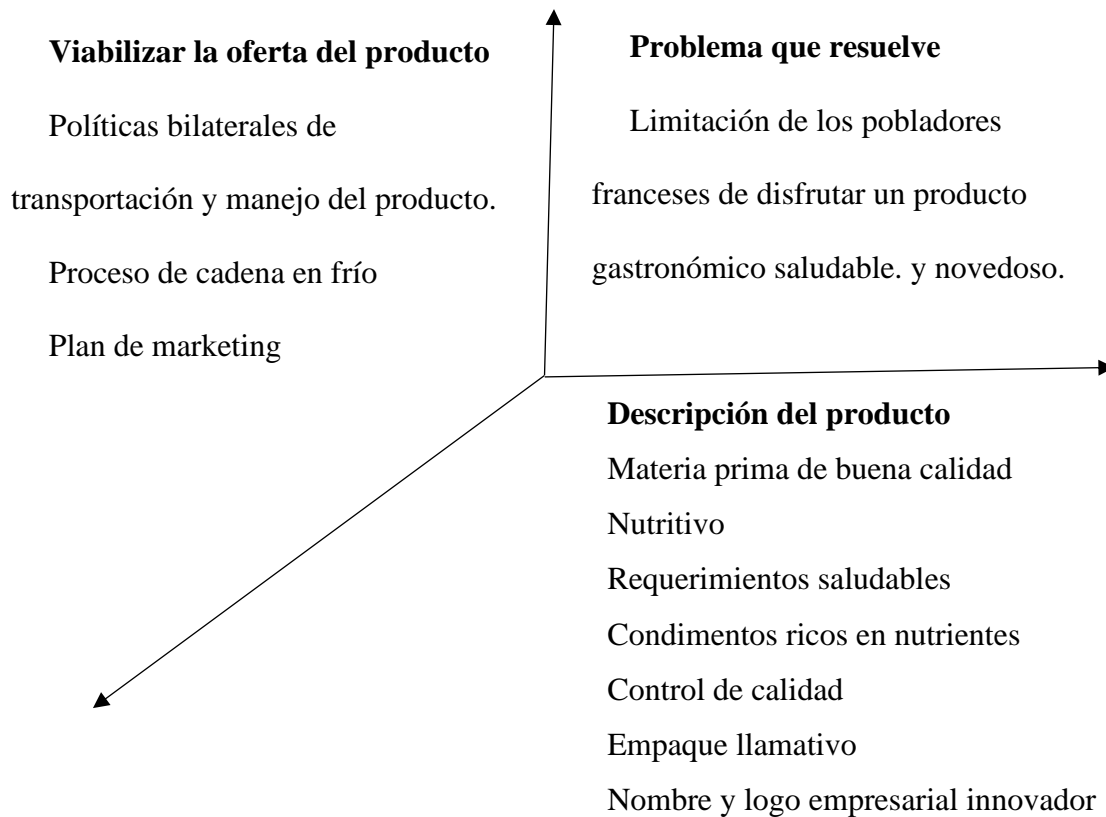 Viabilizar la oferta del producto
Políticas bilaterales de
transportación y manejo del producto.
Proceso de cadena en frío
Plan de marketing
Problema que resuelve
Limitación de los pobladores
franceses de disfrutar un producto
gastronómico saludable. y novedoso.
Descripción del producto
Materia prima de buena calidad
Nutritivo
Requerimientos saludables
Condimentos ricos en nutrientes
Control de calidad
Empaque llamativo
Nombre y logo empresarial innovador